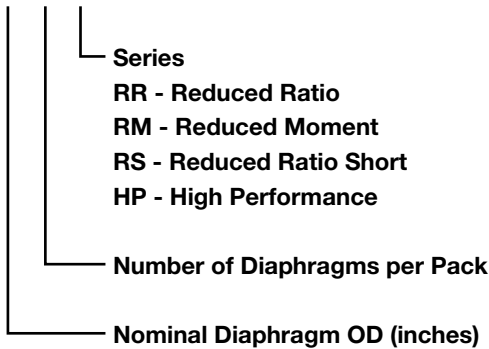 Series
RR - Reduced Ratio
RM - Reduced Moment
RS - Reduced Ratio Short
HP - High Performance
Number of Diaphragms per Pack
Nominal Diaphragm OD (inches)